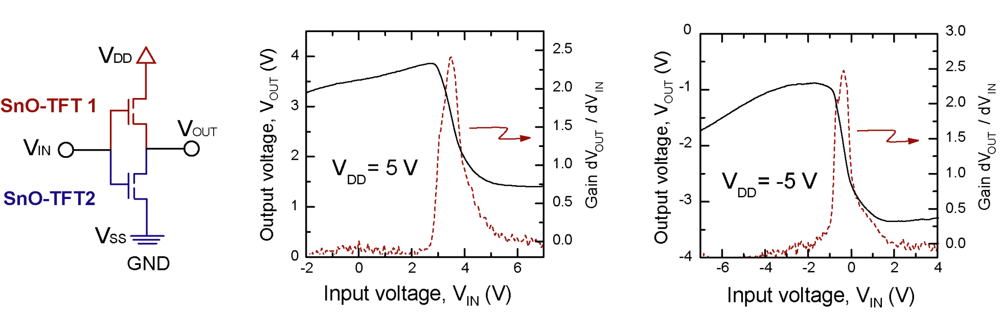 VDD
SnO-TFT 1
VOUT
VIN
SnO-TFT2
VSS
GND
Output voltage, VOUT (V)
4
3
2
1
0
-2
0
2
4
6
Input voltage, VIN (V)
VDD = 5 V
2.5
2.0
1.5
1.0
0.5
0.0
Gain dVOUT / dVIN
Output voltage, VOUT (V)
0
-1
-2
-3
-4
-6
-4
-2
0
2
4
Input voltage, VIN (V)
VDD = -5 V
3.0
2.5
2.0
1.5
1.0
0.5
0.0
Gain dVOUT / dVIN